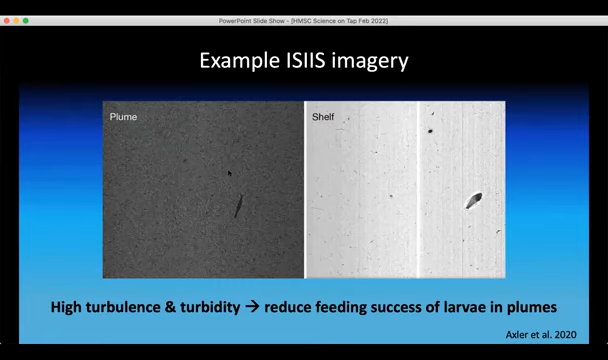 PowerPoint Slide Show - [HMSC Science on Tap Feb 2022]
Example ISIIS imagery
Plume
Shelf
High turbulence & turbidity → reduce feeding success of larvae in plumes
Axler et al. 2020